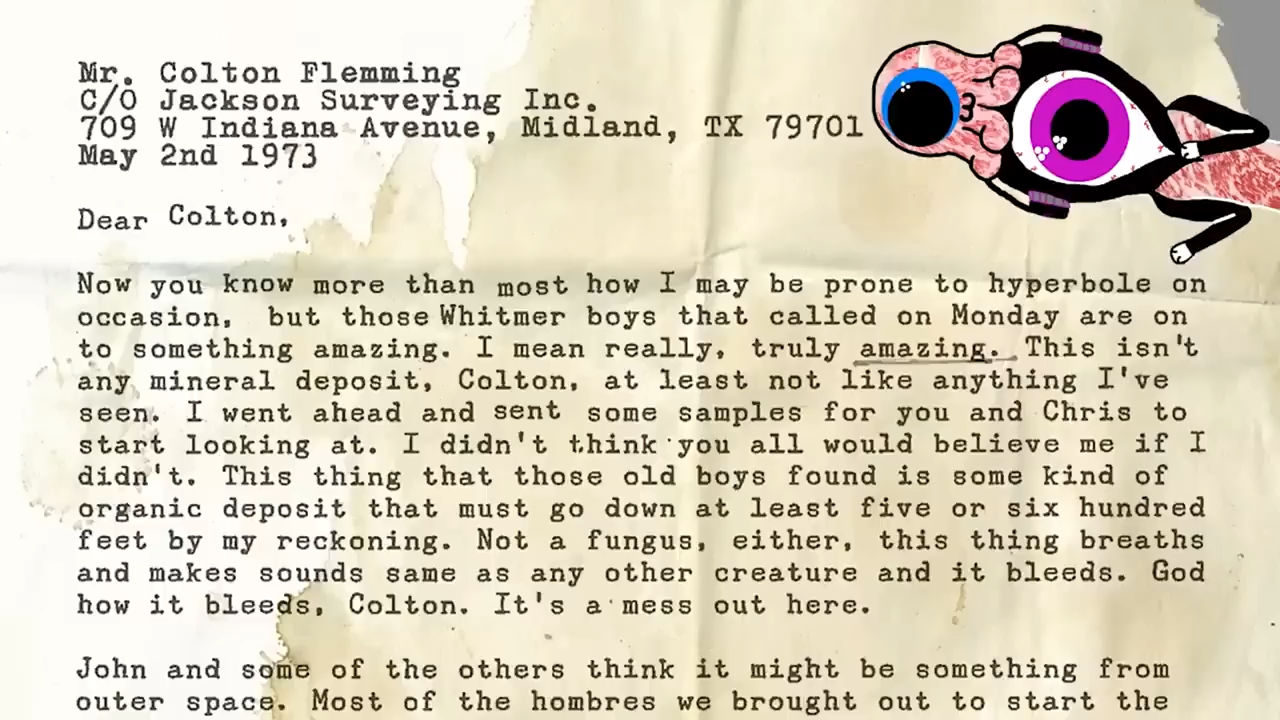 Mr. Colton Flemming
C/O Jackson Surveying Inc.
709 W Indiana Avenue, Midland, TX 79701
May 2nd 1973
Dear Colton,
Now you know more than most how I may be prone to hyperbole on
occasion, but those Whitmer boys that called on Monday are on
to something amazing. I mean really, truly amazing. This isn't
any mineral deposit, Colton, at least not like anything I've
seen. I went ahead and sent some samples for you and Chris to
start looking at. I didn't think you all would believe me if I
didn't. This thing that those old boys found is some kind of
organic deposit that must go down at least five or six hundred
feet by my reckoning. Not a fungus, either, this thing breaths
and makes sounds same as any other creature and it bleeds. God
how it bleeds, Colton. It's a mess out here.
John and some of the others think it might be something from
outer space. Most of the hombres we brought out to start the